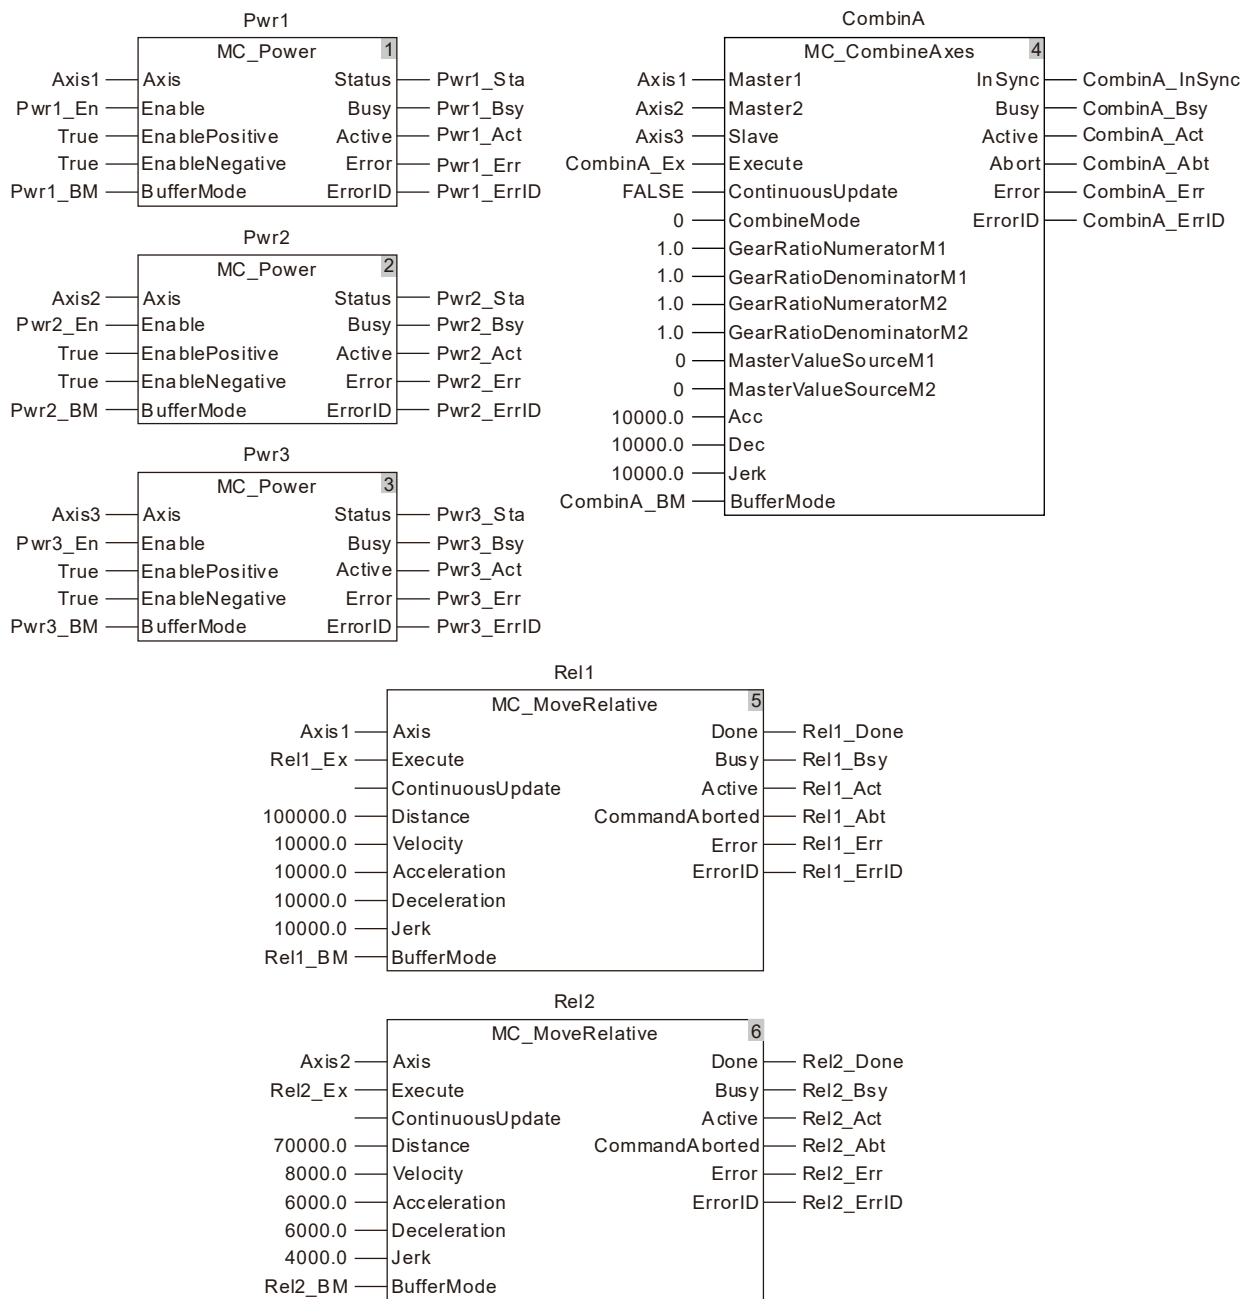 Pwr1
MC_Power 1
Axis1 Axis Status Pwr1_Sta
Pwr1_En Enable Busy Pwr1_Bsy
True EnablePositive Active Pwr1_Act
True EnableNegative Error Pwr1_Err
Pwr1_BM BufferMode ErrorID Pwr1_ErrID
Pwr2
MC_Power 2
Axis2 Axis Status Pwr2_Sta
Pwr2_En Enable Busy Pwr2_Bsy
True EnablePositive Active Pwr2_Act
True EnableNegative Error Pwr2_Err
Pwr2_BM BufferMode ErrorID Pwr2_ErrID
Pwr3
MC_Power 3
Axis3 Axis Status Pwr3_Sta
Pwr3_En Enable Busy Pwr3_Bsy
True EnablePositive Active Pwr3_Act
True EnableNegative Error Pwr3_Err
Pwr3_BM BufferMode ErrorID Pwr3_ErrID
CombinA
MC_CombineAxes 4
Axis1 Master1 InSync CombinA_InSync
Axis2 Master2 Busy CombinA_Bsy
Axis3 Slave Active CombinA_Act
CombinA_Ex Execute Abort CombinA_Abt
FALSE ContinuousUpdate Error CombinA_Err
0 CombineMode ErrorID CombinA_ErrID
1.0 GearRatioNumeratorM1
1.0 GearRatioDenominatorM1
1.0 GearRatioNumeratorM2
1.0 GearRatioDenominatorM2
0 MasterValueSourceM1
0 MasterValueSourceM2
10000.0 Acc
10000.0 Dec
10000.0 Jerk
CombinA_BM BufferMode
Rel1
MC_MoveRelative 5
Axis1 Axis Done Rel1_Done
Rel1_Ex Execute Busy Rel1_Bsy
ContinuousUpdate Active Rel1_Act
100000.0 Distance CommandAborted Rel1_Abt
10000.0 Velocity Error Rel1_Err
10000.0 Acceleration ErrorID Rel1_ErrID
10000.0 Deceleration
10000.0 Jerk
Rel1_BM BufferMode
Rel2
MC_MoveRelative 6
Axis2 Axis Done Rel2_Done
Rel2_Ex Execute Busy Rel2_Bsy
ContinuousUpdate Active Rel2_Act
70000.0 Distance CommandAborted Rel2_Abt
8000.0 Velocity Error Rel2_Err
6000.0 Acceleration ErrorID Rel2_ErrID
6000.0 Deceleration
4000.0 Jerk
Rel2_BM BufferMode